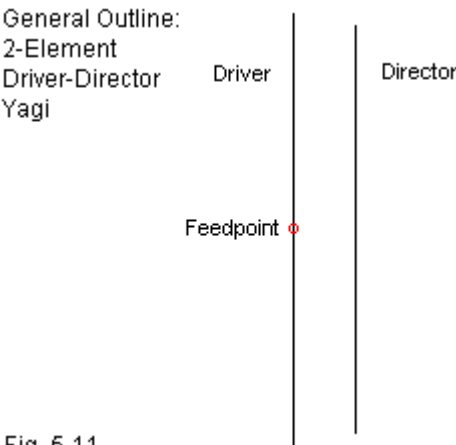 General Outline:
2-Element
Driver-Director
Yagi
Driver
Director
Feedpoint
Fig. 5-11